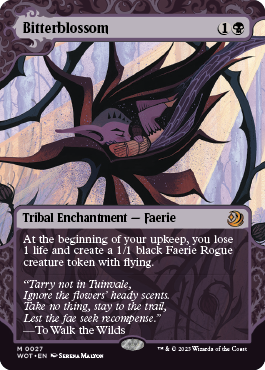 Bitterblossom 1
Tribal Enchantment — Faerie
At the beginning of your upkeep, you lose
1 life and create a 1/1 black Faerie Rogue
creature token with flying.
“Tarry not in Tuinvale,
Ignore the flowers’ heady scents.
Take no thing, stay to the trail,
Lest the fae seek recompense.”
—To Walk the Wilds
M 0027
WOT • EN Serena Malyon
™ & © 2023 Wizards of the Coast